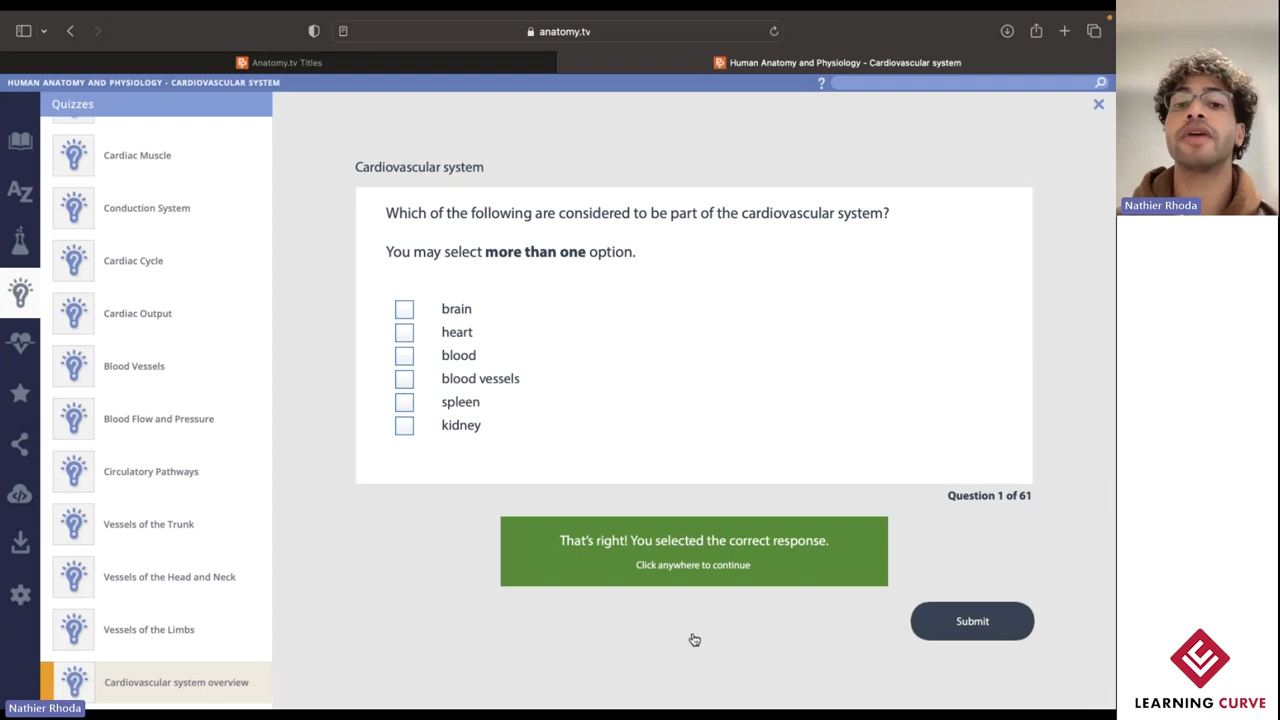 anatomy.tv
Anatomy.tv Titles
Human Anatomy and Physiology - Cardiovascular system
HUMAN ANATOMY AND PHYSIOLOGY - CARDIOVASCULAR SYSTEM
?
Quizzes
AZ
Cardiac Muscle
Conduction System
Cardiac Cycle
Cardiac Output
Blood Vessels
Blood Flow and Pressure
Circulatory Pathways
Vessels of the Trunk
Vessels of the Head and Neck
Vessels of the Limbs
Cardiovascular system overview
Nathier Rhoda
Cardiovascular system
Which of the following are considered to be part of the cardiovascular system?
You may select more than one option.
brain
heart
blood
blood vessels
spleen
kidney
Question 1 of 61
That's right! You selected the correct response.
Click anywhere to continue
Submit
Nathier Rhoda
LEARNING CURVE